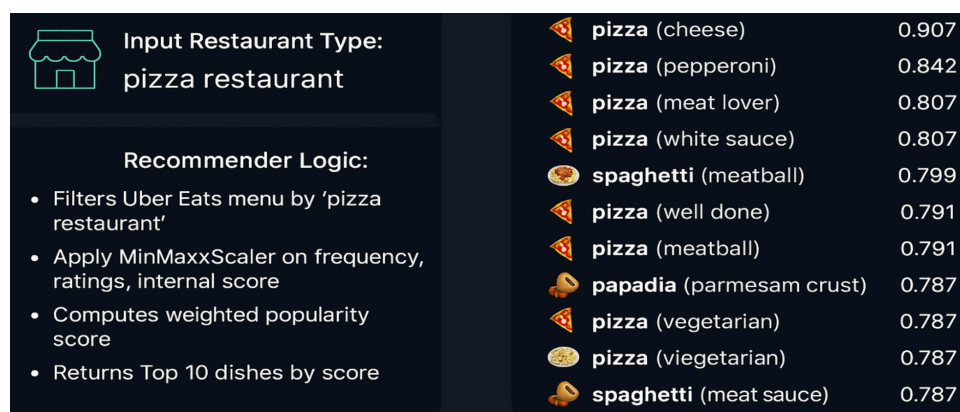 Input Restaurant Type:
pizza restaurant
Recommender Logic:
• Filters Uber Eats menu by ‘pizza
restaurant’
• Apply MinMaxxScaler on frequency,
ratings, internal score
• Computes weighted popularity
score
• Returns Top 10 dishes by score
pizza (cheese) 0.907
pizza (pepperoni) 0.842
pizza (meat lover) 0.807
pizza (white sauce) 0.807
spaghetti (meatball) 0.799
pizza (well done) 0.791
pizza (meatball) 0.791
papadia (parmesam crust) 0.787
pizza (vegetarian) 0.787
pizza (viegetarian) 0.787
spaghetti (meat sauce) 0.787